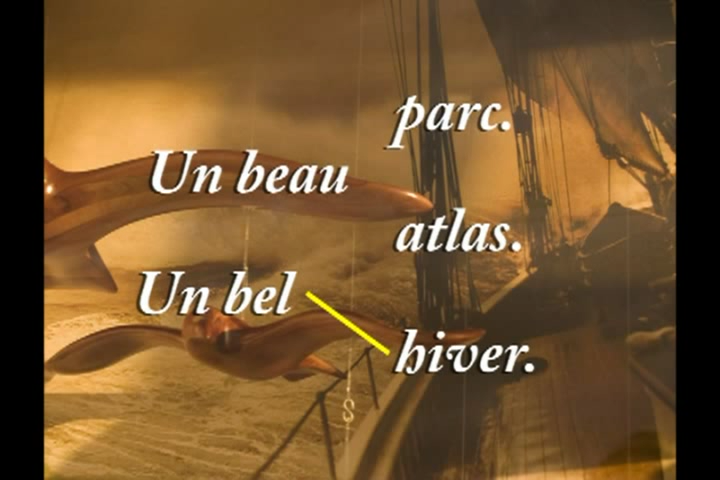 parc.
Un beau
atlas.
Un bel
hiver.